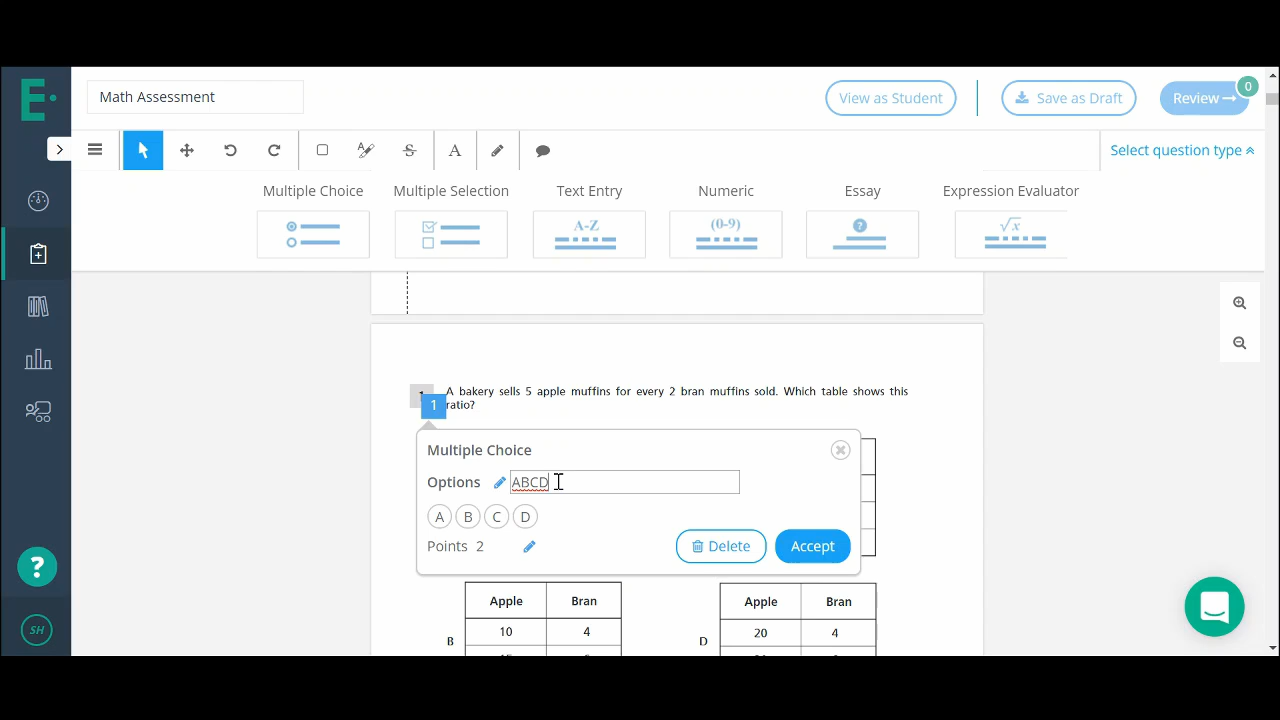 E
Math Assessment
View as Student
Save as Draft
Review →
0
A
Select question type
Multiple Choice
Multiple Selection
Text Entry
Numeric
Essay
Expression Evaluator
A-Z
(0-9)
?
√x
A bakery sells 5 apple muffins for every 2 bran muffins sold. Which table shows this
1
ratio?
Multiple Choice
Options
ABCD
A B C D
Points 2
Delete
Accept
Apple Bran
Apple Bran
B 10 4
D 20 4
?
SH